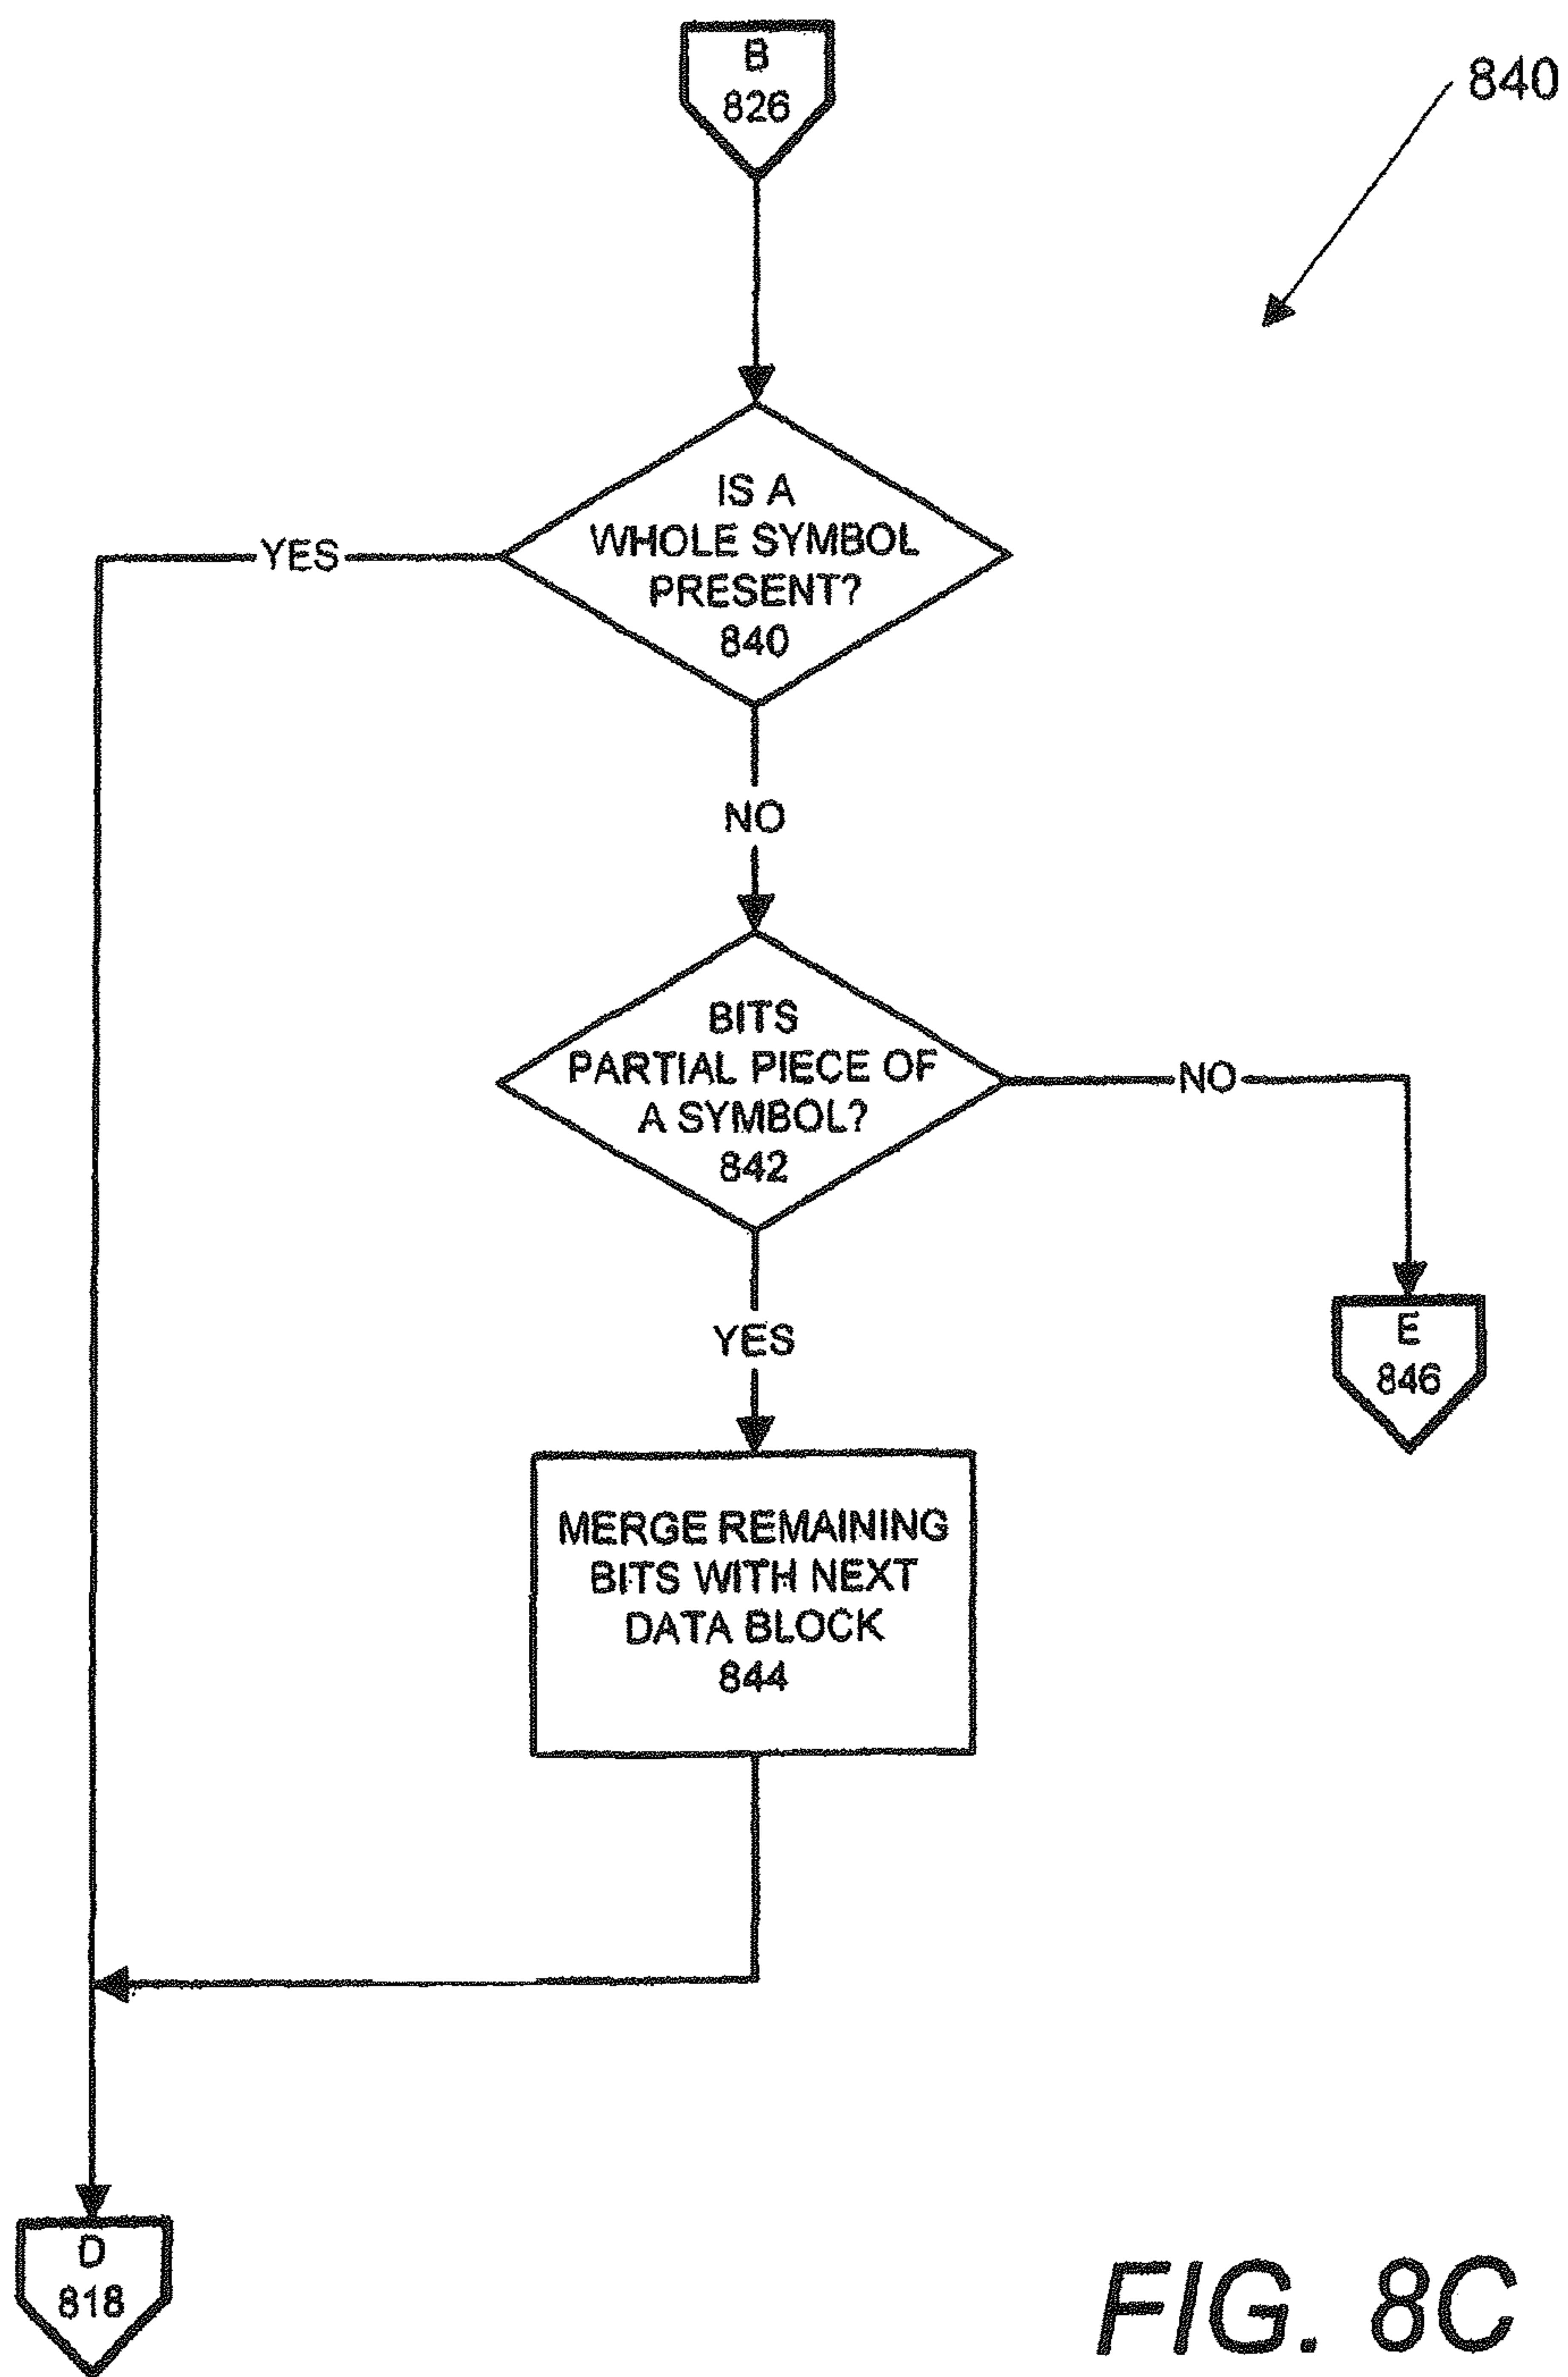 B
826
840
IS A
WHOLE SYMBOL
PRESENT?
840
YES
NO
BITS
PARTIAL PIECE OF
A SYMBOL?
842
NO
YES
E
846
MERGE REMAINING
BITS WITH NEXT
DATA BLOCK
844
D
818
FIG. 8C